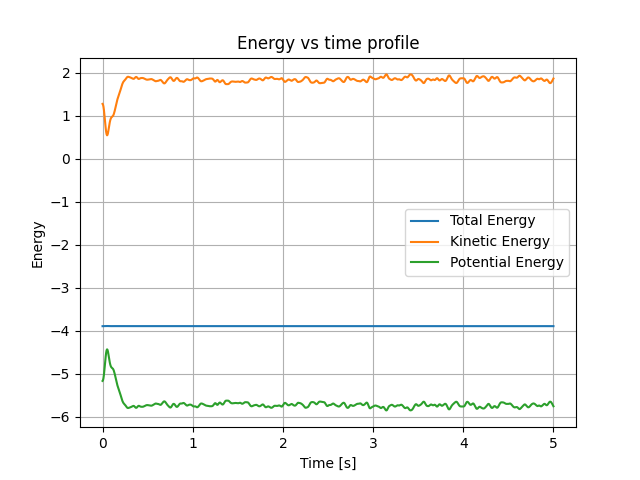 Energy vs time profile
2
1
0
−1
−2
−3
−4
−5
−6
Energy
Total Energy
Kinetic Energy
Potential Energy
0 1 2 3 4 5
Time [s]